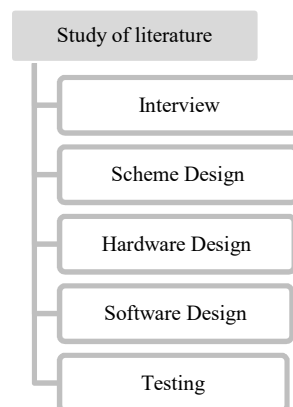 Study of literature
Interview
Scheme Design
Hardware Design
Software Design
Testing